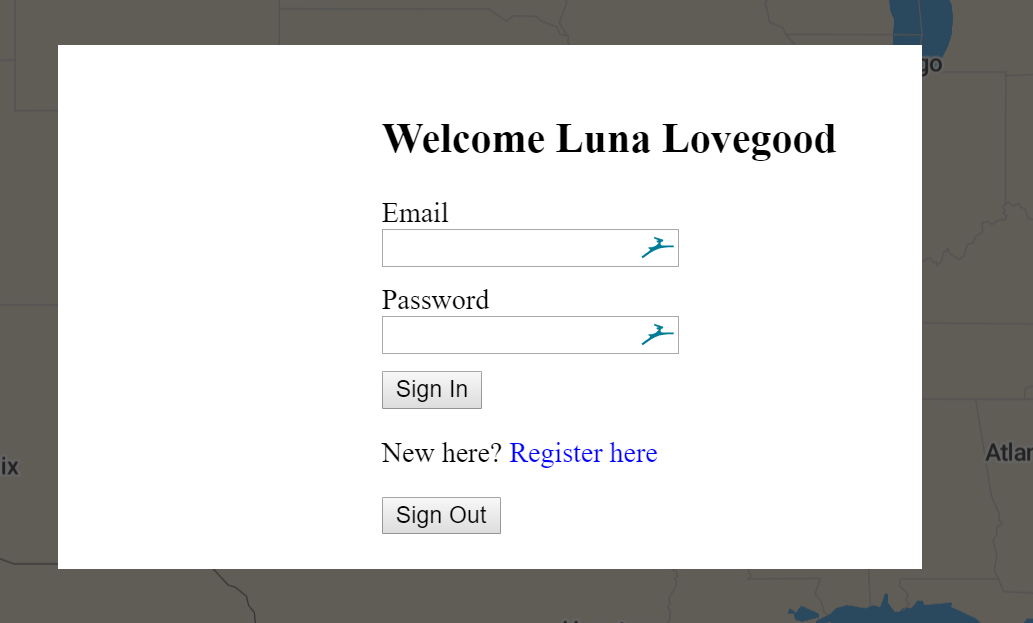 go
Welcome Luna Lovegood
Email
Password
Sign In
New here? Register here
ix
Atlan
Sign Out